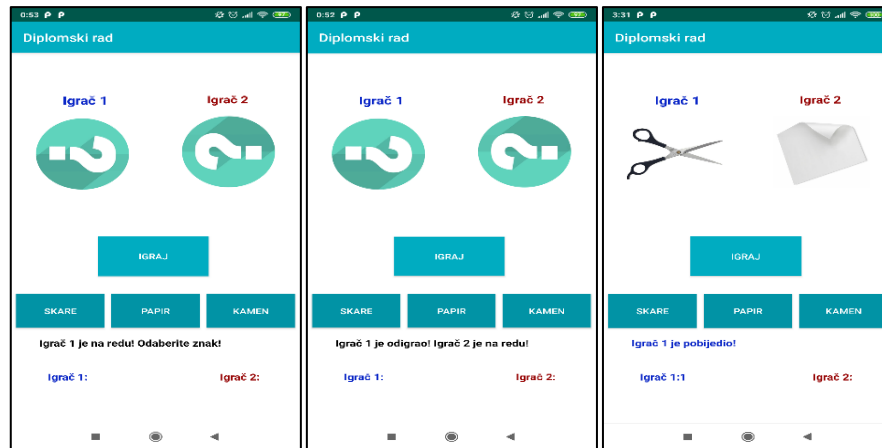 0:53
Diplomski rad
Igrač 1 Igrač 2
IGRAJ
SKARE PAPIR KAMEN
Igrač 1 je na redu! Odaberite znak!
Igrač 1: Igrač 2:
0:52
Diplomski rad
Igrač 1 Igrač 2
IGRAJ
SKARE PAPIR KAMEN
Igrač 1 je odigrao! Igrač 2 je na redu!
Igrač 1: Igrač 2:
3:31
Diplomski rad
Igrač 1 Igrač 2
IGRAJ
SKARE PAPIR KAMEN
Igrač 1 je pobijedio!
Igrač 1:1 Igrač 2: